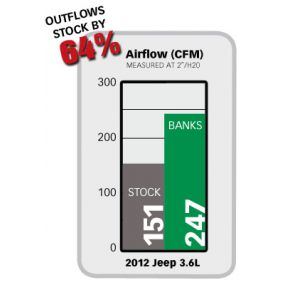 OUTFLOWS
STOCK BY
64%
Airflow (CFM)
MEASURED AT 2"/H20
300
200
100
0
BANKS
STOCK
151
247
2012 Jeep 3.6L